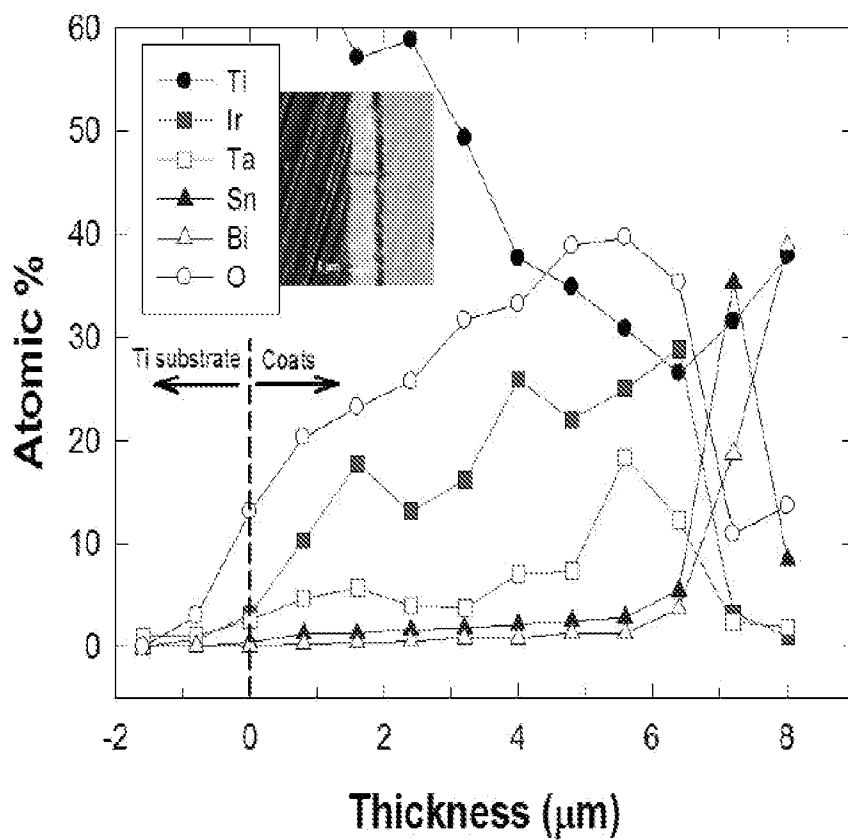 60
50
40
30
20
10
0
Atomic %
Ti
Ir
Ta
Sn
Bi
O
Ti substrate
Coats
-2
0
2
4
6
8
Thickness (μm)